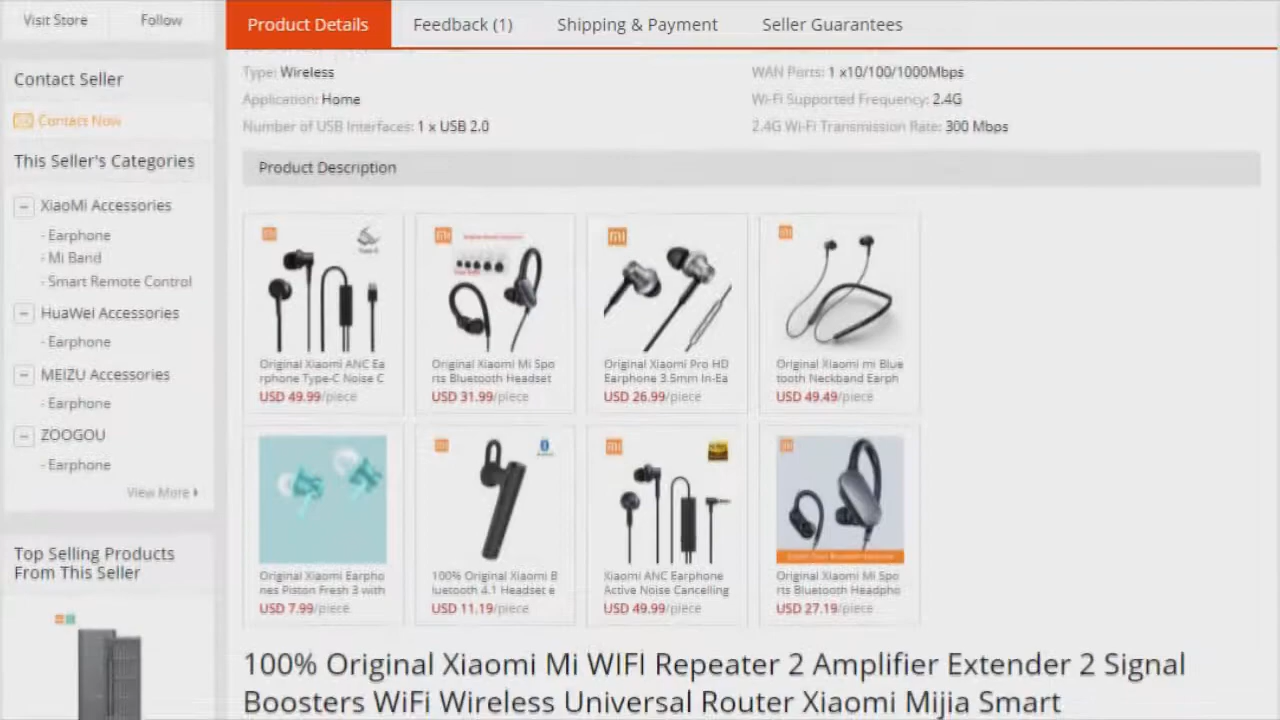 Visit Store
Follow
Product Details
Feedback (1)
Shipping & Payment
Seller Guarantees
Contact Seller
Contact Now
This Seller's Categories
XiaoMi Accessories
- Earphone
- Mi Band
- Smart Remote Control
HuaWei Accessories
- Earphone
MEIZU Accessories
- Earphone
ZOOGOU
- Earphone
View More
Top Selling Products
From This Seller
Type: Wireless
WAN Ports: 1 x10/100/1000Mbps
Application: Home
Wi-Fi Supported Frequency: 2.4G
Number of USB Interfaces: 1 x USB 2.0
2.4G Wi-Fi Transmission Rate: 300 Mbps
Product Description
Original Xiaomi ANC Ea
rphone Type-C Noise C
USD 49.99/piece
Original Xiaomi Mi Spo
rts Bluetooth Headset
USD 31.99/piece
Original Xiaomi Pro HD
Earphone 3.5mm In-Ea
USD 26.99/piece
Original Xiaomi mi Blue
tooth Neckband Earph
USD 49.49/piece
Original Xiaomi Earpho
nes Piston Fresh 3 with
USD 7.99/piece
100% Original Xiaomi B
luetooth 4.1 Headset e
USD 11.19/piece
Xiaomi ANC Earphone
Active Noise Cancelling
USD 49.99/piece
Original Xiaomi Mi Spo
rts Bluetooth Headpho
USD 27.19/piece
100% Original Xiaomi Mi WIFI Repeater 2 Amplifier Extender 2 Signal
Boosters WiFi Wireless Universal Router Xiaomi Mijia Smart